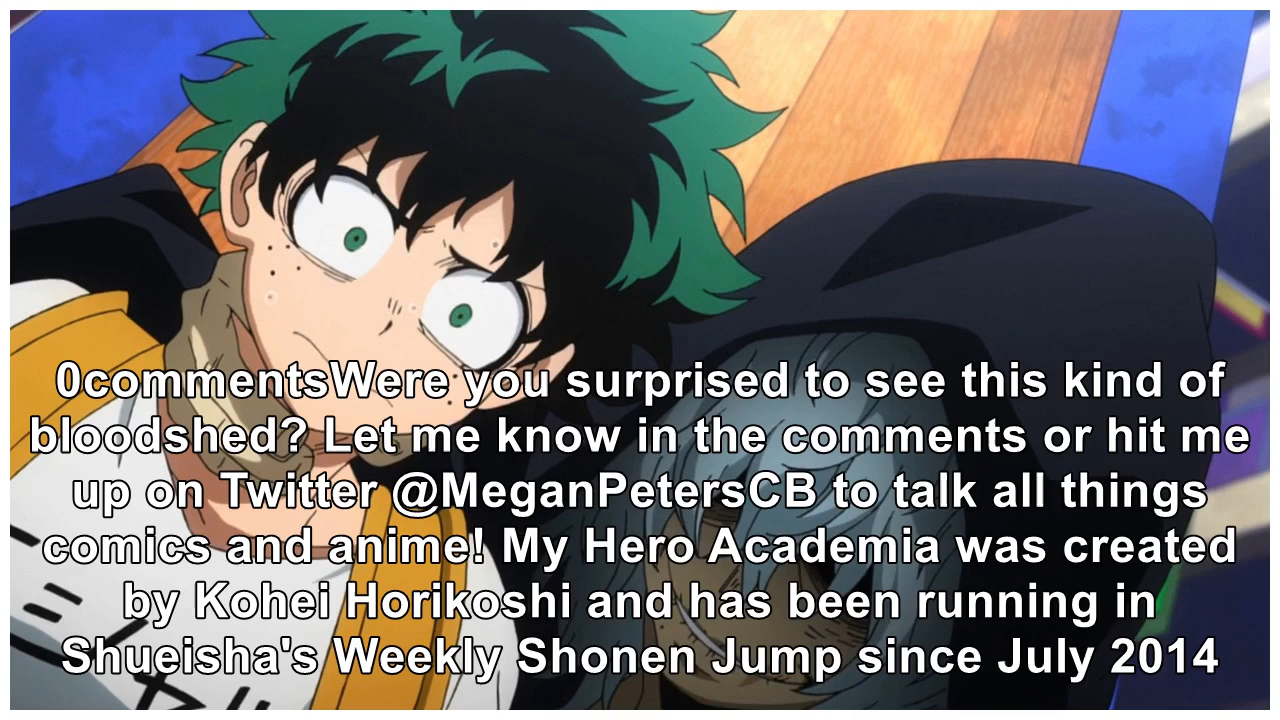 0commentsWere you surprised to see this kind of
bloodshed? Let me know in the comments or hit me
up on Twitter @MeganPetersCB to talk all things
comics and anime! My Hero Academia was created
by Kohei Horikoshi and has been running in
Shueisha's Weekly Shonen Jump since July 2014